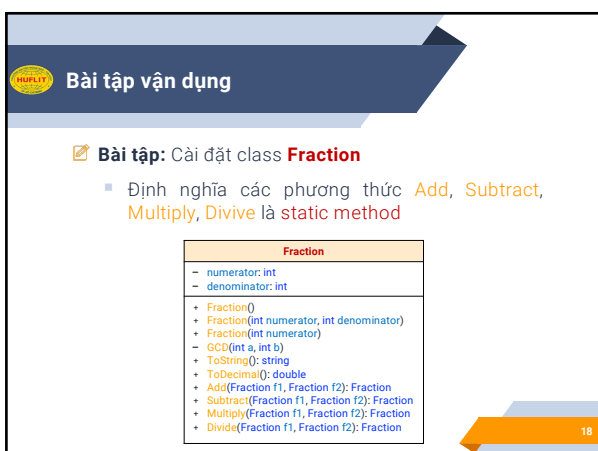 HUFLIT
Bài tập vận dụng
Bài tập: Cài đặt class Fraction
Định nghĩa các phương thức Add, Subtract,
Multiply, Divive là static method
Fraction
− numerator: int
− denominator: int
+ Fraction()
+ Fraction(int numerator, int denominator)
+ Fraction(int numerator)
− GCD(int a, int b)
+ ToString(): string
+ ToDecimal(): double
+ Add(Fraction f1, Fraction f2): Fraction
+ Subtract(Fraction f1, Fraction f2): Fraction
+ Multiply(Fraction f1, Fraction f2): Fraction
+ Divide(Fraction f1, Fraction f2): Fraction
18